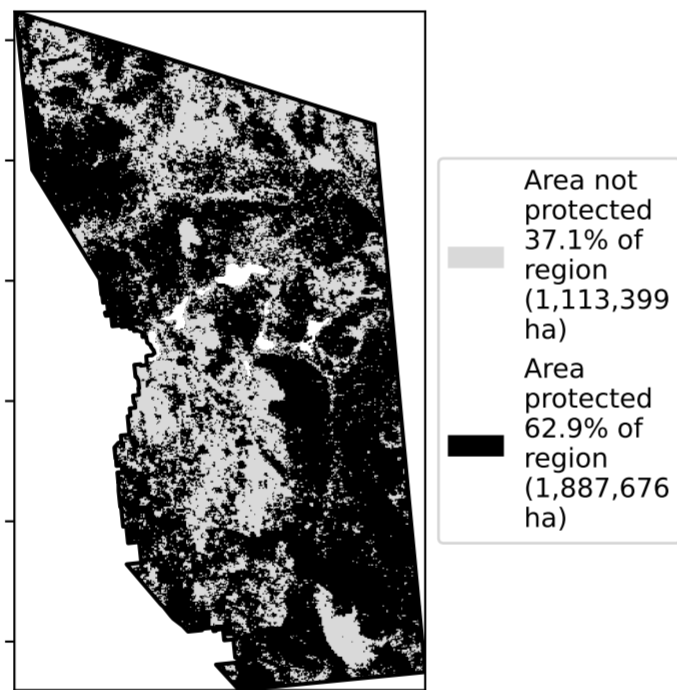 Area not
protected
37.1% of
region
(1,113,399
ha)
Area
protected
62.9% of
region
(1,887,676
ha)